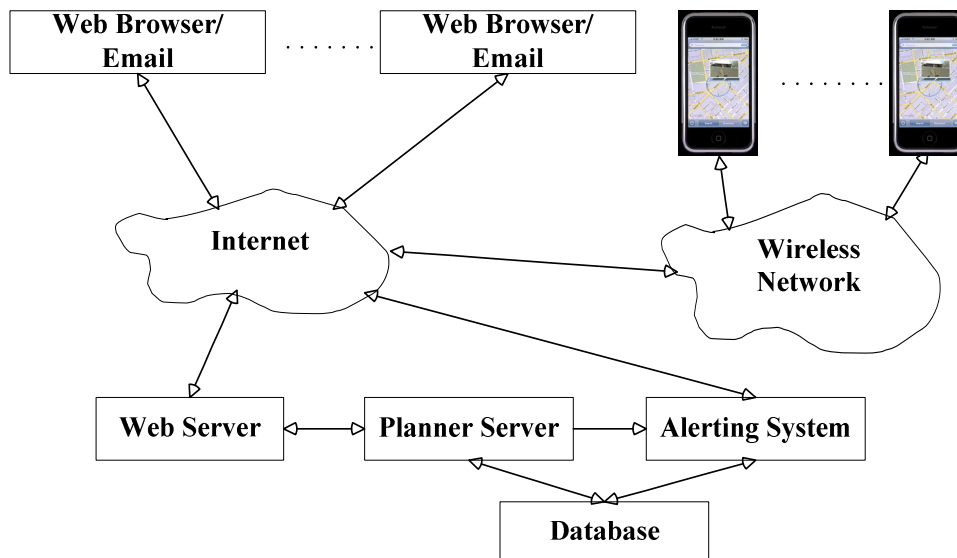 Web Browser/
Email
Web Browser/
Email
Internet
Wireless
Network
Web Server
Planner Server
Alerting System
Database